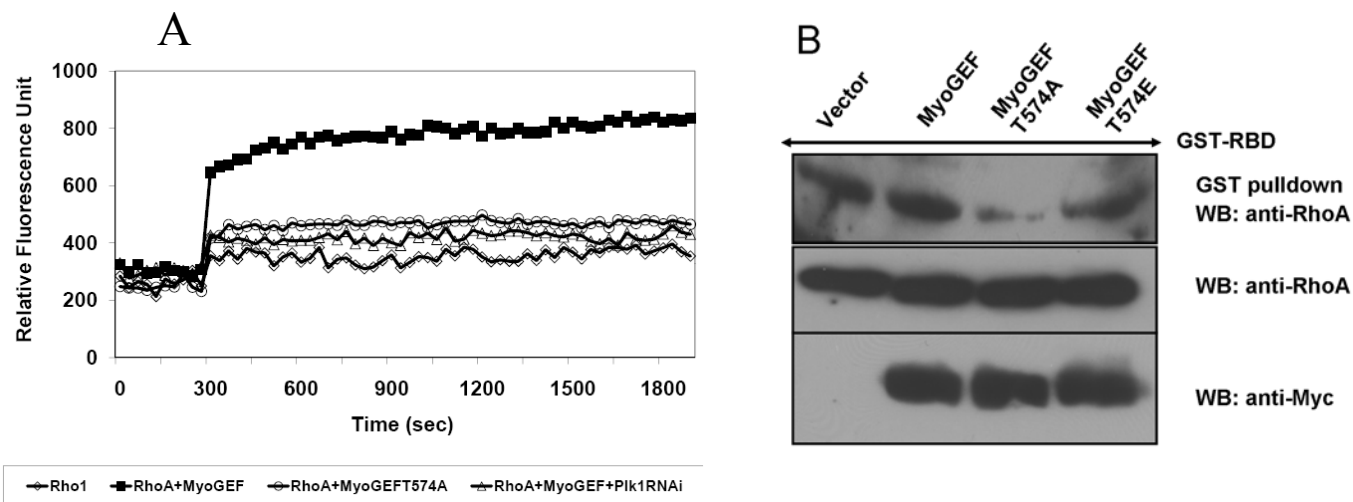 A
Relative Fluorescence Unit
1000
800
600
400
200
0
0
300
600
900
1200
1500
1800
Time (sec)
Rho1
RhoA+MyoGEF
RhoA+MyoGEFT574A
RhoA+MyoGEF+Plk1RNAi
B
Vector
MyoGEF
MyoGEF
T574A
MyoGEF
T574E
GST-RBD
GST pulldown
WB: anti-RhoA
WB: anti-RhoA
WB: anti-Myc